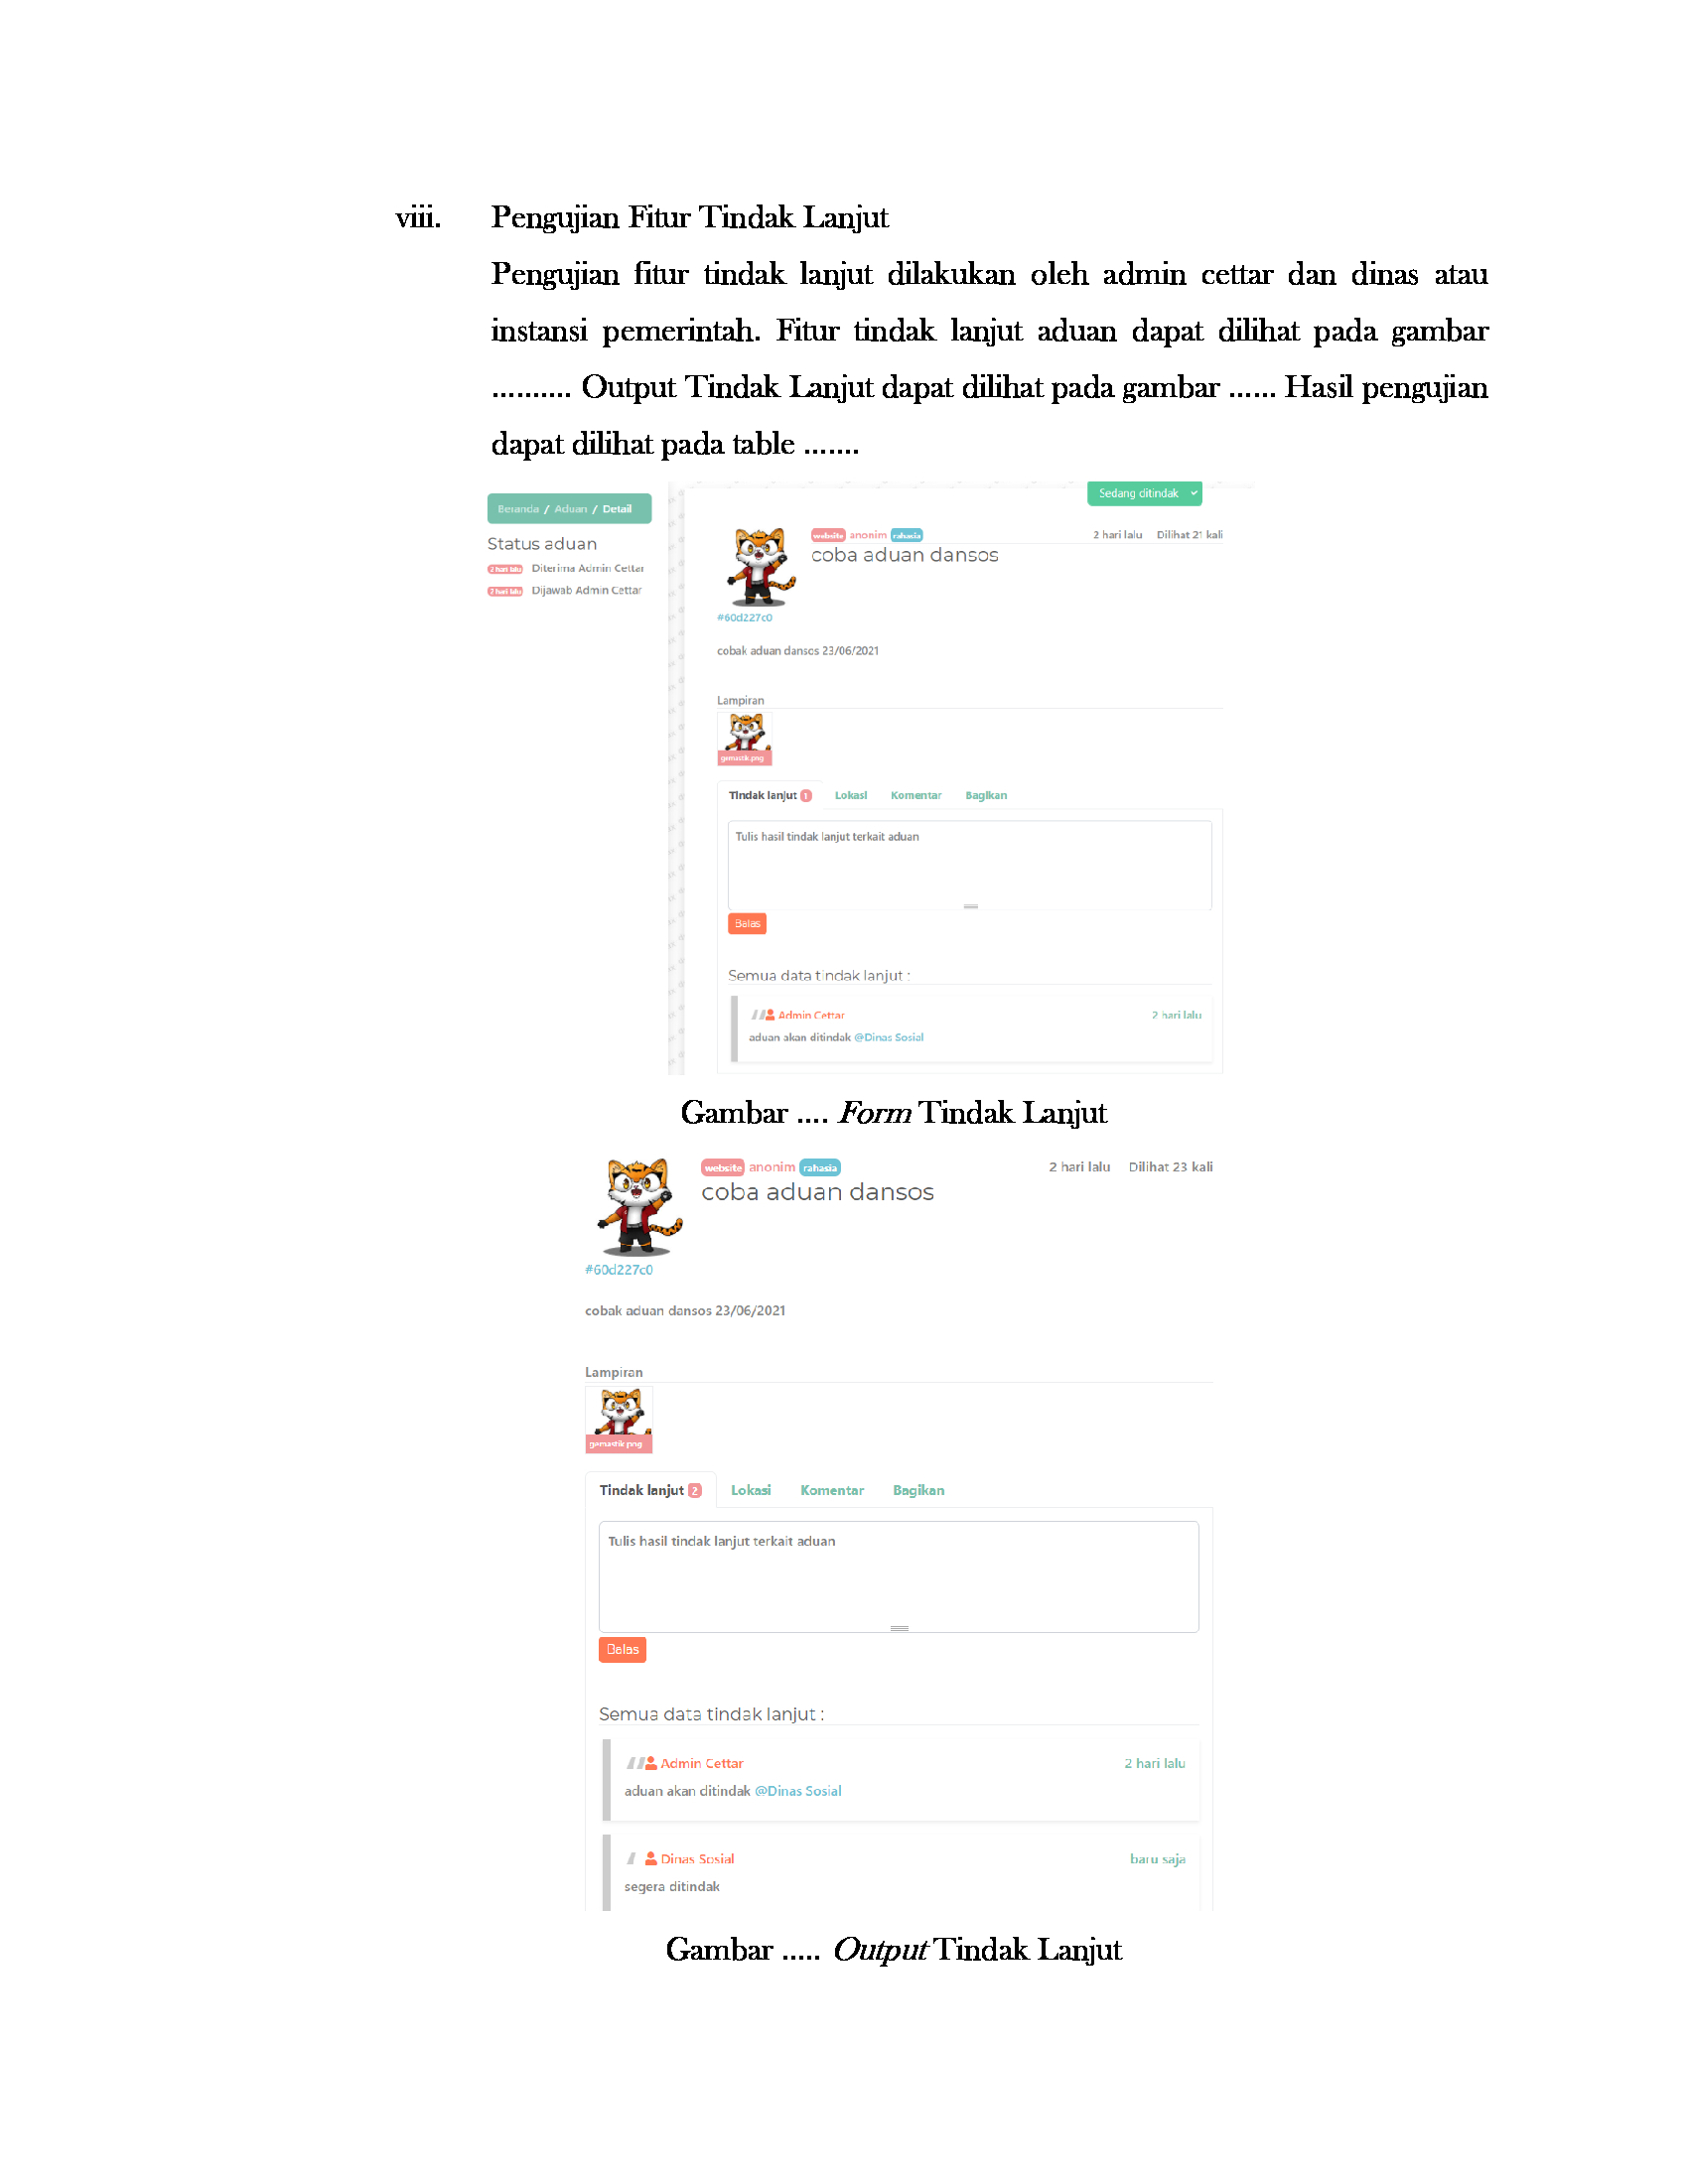 viii. Pengujian Fitur Tindak Lanjut
Pengujian fitur tindak lanjut dilakukan oleh admin cettar dan dinas atau
instansi pemerintah. Fitur tindak lanjut aduan dapat dilihat pada gambar
.......... Output Tindak Lanjut dapat dilihat pada gambar ...... Hasil pengujian
dapat dilihat pada table .......
Sedang ditindak
Beranda / Aduan / Detail
Status aduan
2 hari lalu Diterima Admin Cettar
2 hari lalu Dijawab Admin Cettar
website anonim rahasia 2 hari lalu Dilihat 21 kali
coba aduan dansos
#60d227c0
cobak aduan dansos 23/06/2021
Lampiran
gemastik.png
Tindak lanjut 1 Lokasi Komentar Bagikan
Tulis hasil tindak lanjut terkait aduan
Balas
Semua data tindak lanjut :
Admin Cettar 2 hari lalu
aduan akan ditindak @Dinas Sosial
Gambar .... Form Tindak Lanjut
website anonim rahasia 2 hari lalu Dilihat 23 kali
coba aduan dansos
#60d227c0
cobak aduan dansos 23/06/2021
Lampiran
gemastik.png
Tindak lanjut 2 Lokasi Komentar Bagikan
Tulis hasil tindak lanjut terkait aduan
Balas
Semua data tindak lanjut :
Admin Cettar 2 hari lalu
aduan akan ditindak @Dinas Sosial
Dinas Sosial baru saja
segera ditindak
Gambar ..... Output Tindak Lanjut